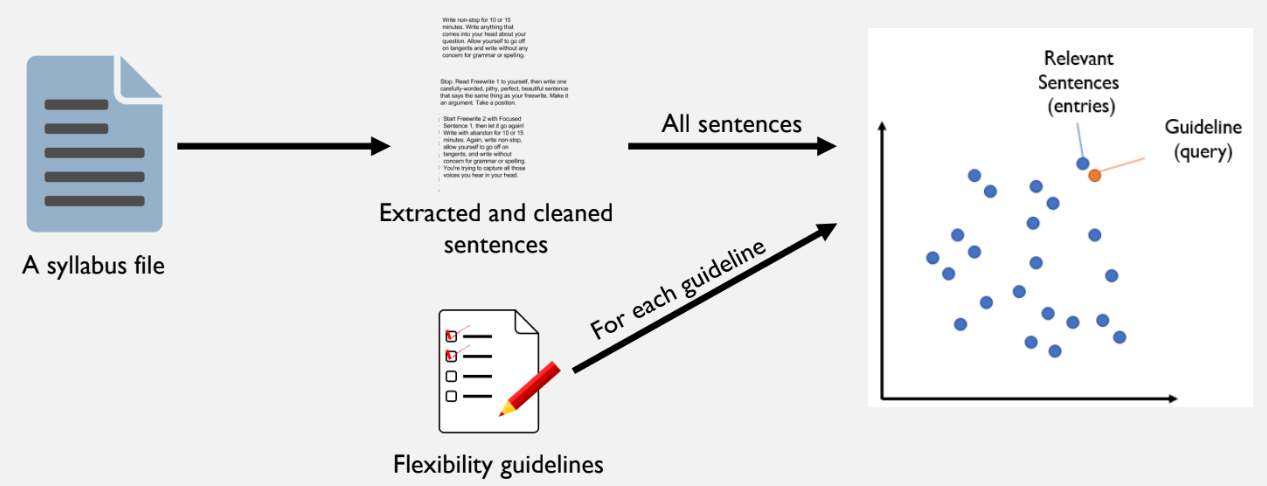 Write non-stop for 10 or 15
minutes. Write anything that
comes into your head about your
question. Allow yourself to go off
on tangents and write without any
concern for grammar or spelling.
Stop. Read Freewrite 1 to yourself, then write one
carefully-worded, pithy, perfect, beautiful sentence
that says the same thing as your freewrite. Make it
an argument. Take a position.
Start Freewrite 2 with Focused
Sentence 1, then let it go again!
Write with abandon for 10 or 15
minutes. Again, write non-stop,
allow yourself to go off on
tangents, and write without
concern for grammar or spelling.
You're trying to capture all those
voices you hear in your head.
A syllabus file
Extracted and cleaned
sentences
All sentences
For each guideline
Flexibility guidelines
Relevant
Sentences
(entries)
Guideline
(query)